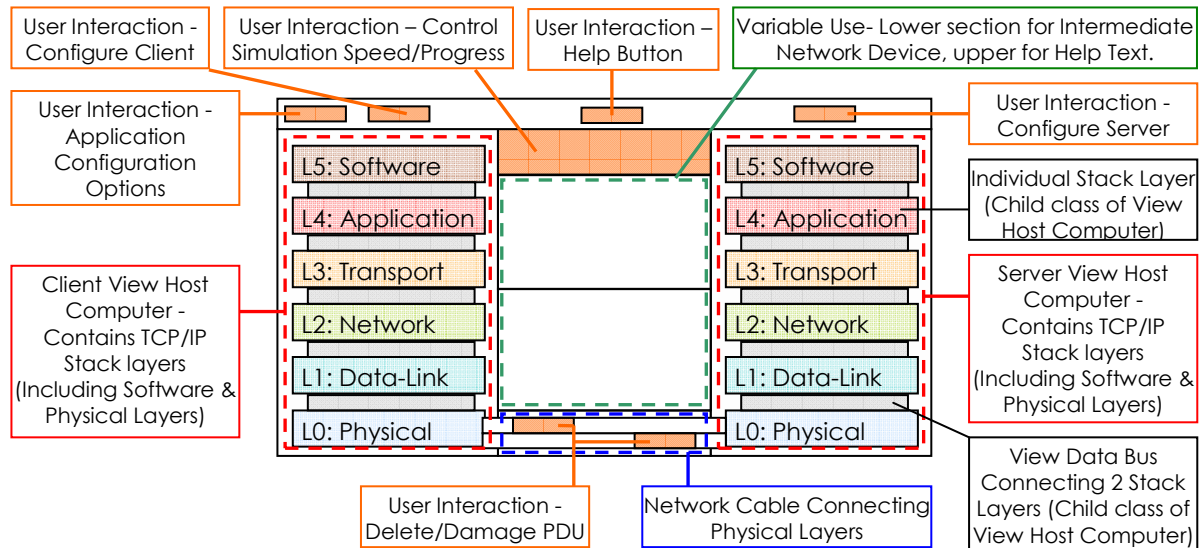 User Interaction -
Configure Client
User Interaction – Control
Simulation Speed/Progress
User Interaction –
Help Button
Variable Use- Lower section for Intermediate
Network Device, upper for Help Text.
User Interaction -
Application
Configuration
Options
User Interaction -
Configure Server
L5: Software
L4: Application
L3: Transport
L2: Network
L1: Data-Link
L0: Physical
L5: Software
L4: Application
L3: Transport
L2: Network
L1: Data-Link
L0: Physical
Individual Stack Layer
(Child class of View
Host Computer)
Client View Host
Computer -
Contains TCP/IP
Stack layers
(Including Software &
Physical Layers)
Server View Host
Computer -
Contains TCP/IP
Stack layers
(Including Software &
Physical Layers)
User Interaction -
Delete/Damage PDU
Network Cable Connecting
Physical Layers
View Data Bus
Connecting 2 Stack
Layers (Child class of
View Host Computer)